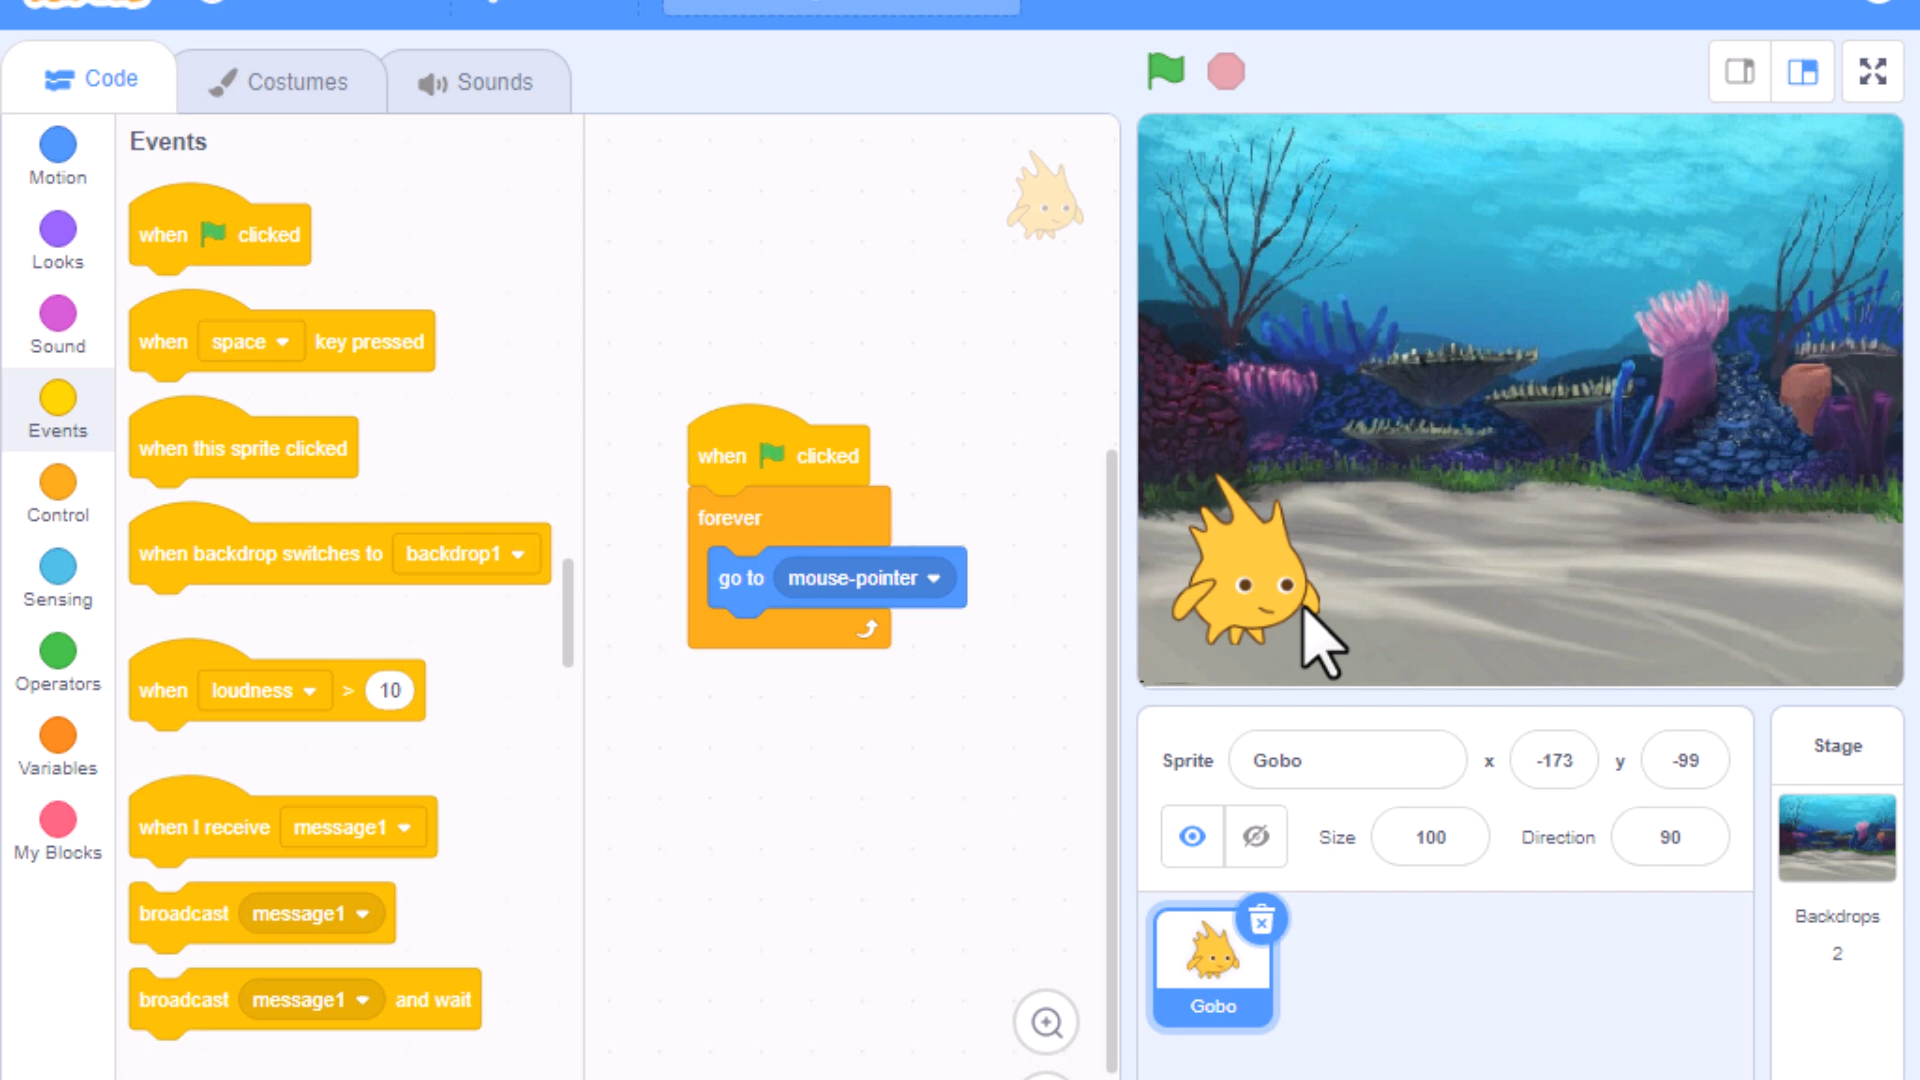 Code
Costumes
Sounds
Motion
Looks
Sound
Events
Control
Sensing
Operators
Variables
My Blocks
Events
when clicked
when space key pressed
when this sprite clicked
when backdrop switches to backdrop1
when loudness > 10
when I receive message1
broadcast message1
broadcast message1 and wait
when clicked
forever
go to mouse-pointer
Sprite Gobo x -173 y -99
Size 100 Direction 90
Gobo
Stage
Backdrops
2